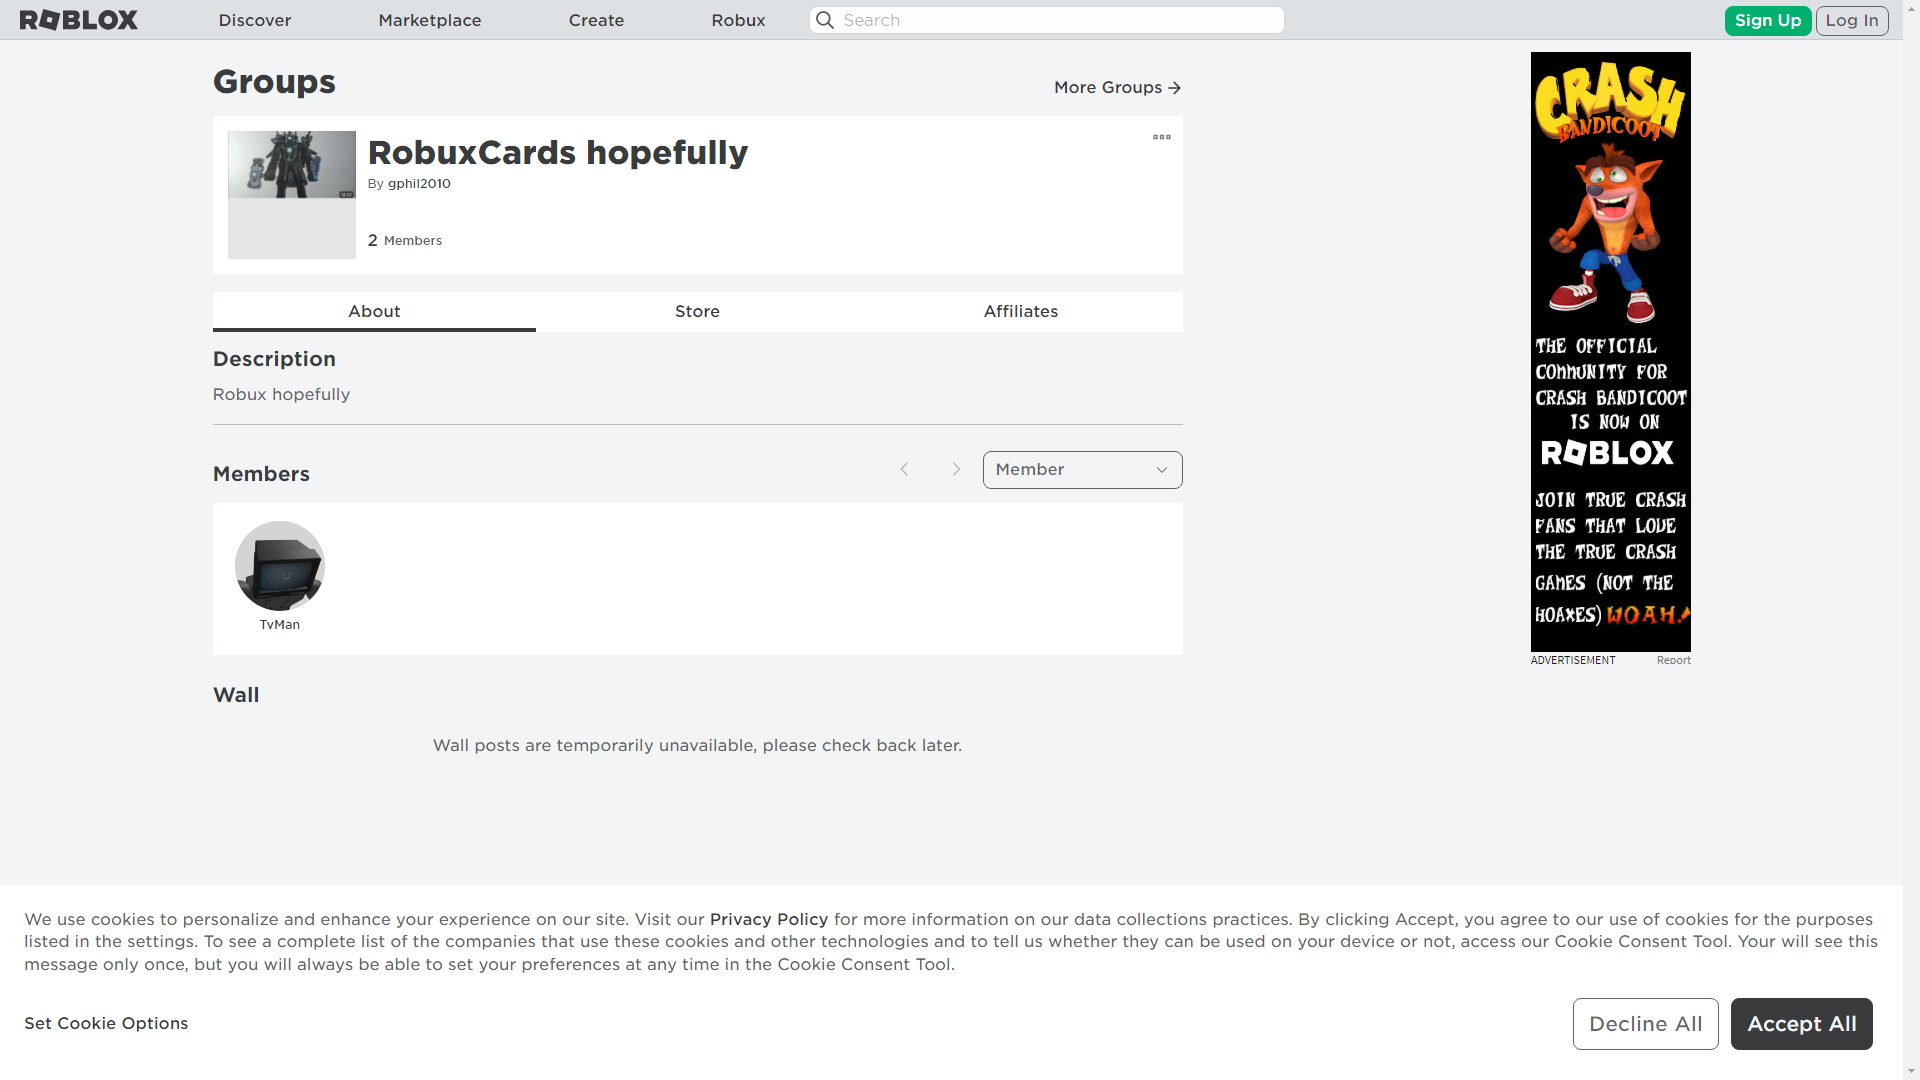 ROBLOX
Discover
Marketplace
Create
Robux
Search
Sign Up
Log In
Groups
More Groups
RobuxCards hopefully
By gphil2010
2 Members
About
Store
Affiliates
Description
Robux hopefully
Members
Member
TvMan
Wall
Wall posts are temporarily unavailable, please check back later.
CRASH
BANDICOOT
THE OFFICIAL
COMMUNITY FOR
CRASH BANDICOOT
IS NOW ON
ROBLOX
JOIN TRUE CRASH
FANS THAT LOVE
THE TRUE CRASH
GAMES (NOT THE
HOAXES) WOAH!
ADVERTISEMENT
Report
We use cookies to personalize and enhance your experience on our site. Visit our Privacy Policy for more information on our data collections practices. By clicking Accept, you agree to our use of cookies for the purposes
listed in the settings. To see a complete list of the companies that use these cookies and other technologies and to tell us whether they can be used on your device or not, access our Cookie Consent Tool. Your will see this
message only once, but you will always be able to set your preferences at any time in the Cookie Consent Tool.
Set Cookie Options
Decline All
Accept All